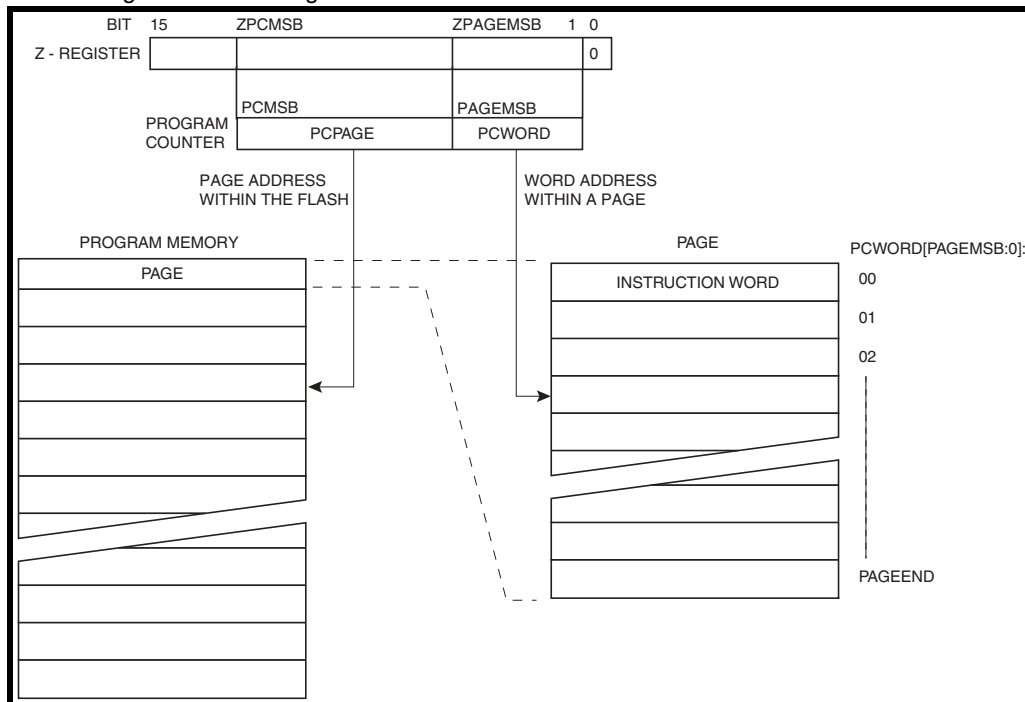 BIT 15 ZPCMSB ZPAGEMSB 1 0
Z - REGISTER 0
PCMSB PAGEMSB
PROGRAM
COUNTER
PCPAGE PCWORD
PAGE ADDRESS
WITHIN THE FLASH
WORD ADDRESS
WITHIN A PAGE
PROGRAM MEMORY PAGE PCWORD[PAGEMSB:0]:
PAGE INSTRUCTION WORD 00
01
02
PAGEEND